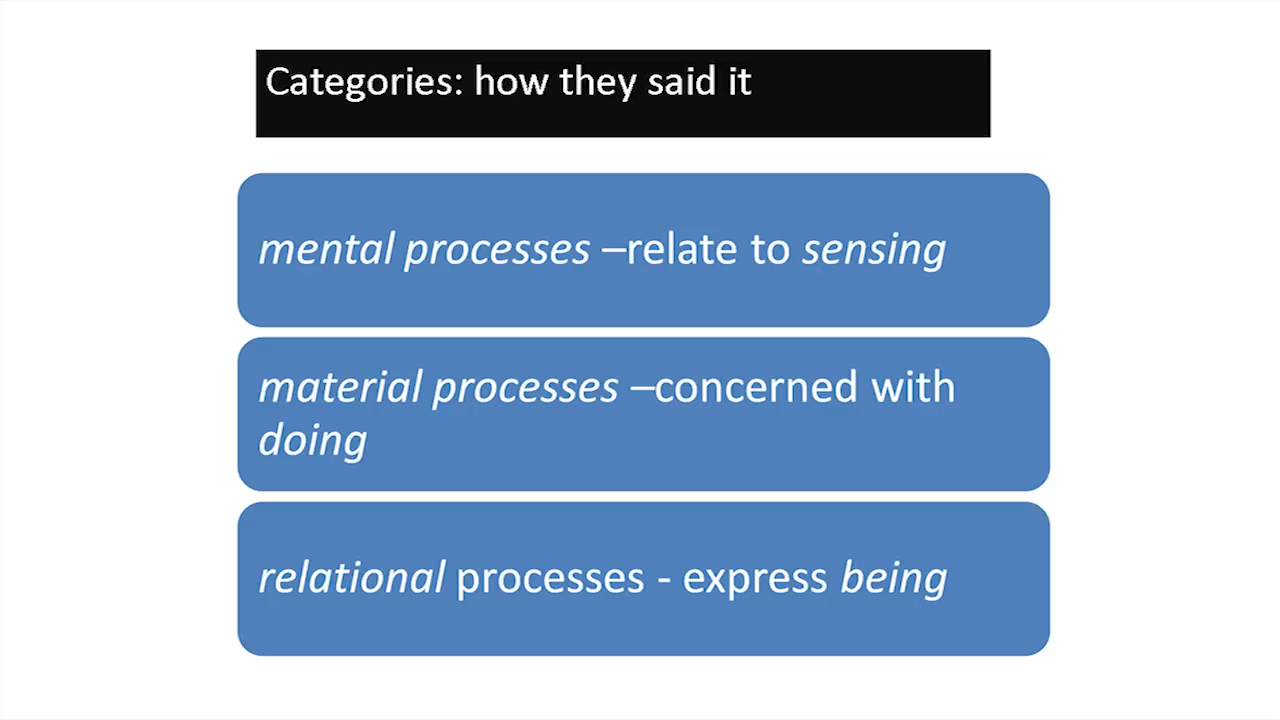 Categories: how they said it
mental processes –relate to sensing
material processes –concerned with
doing
relational processes - express being